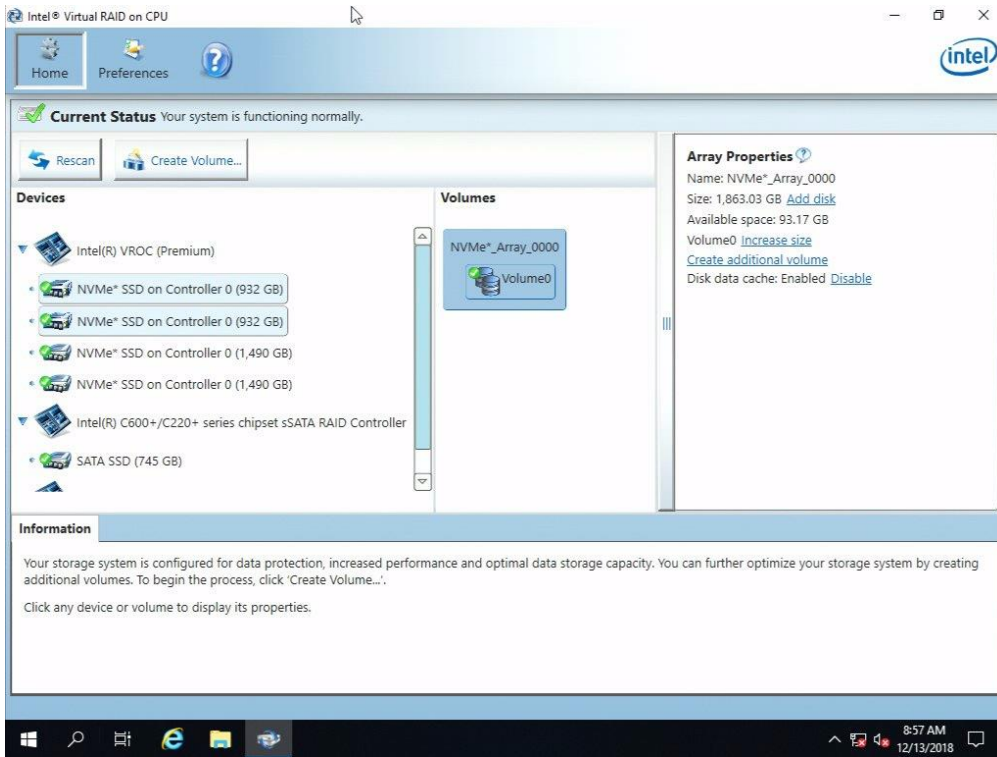 Intel® Virtual RAID on CPU
Home
Preferences
intel
Current Status Your system is functioning normally.
Rescan
Create Volume...
Devices
Intel(R) VROC (Premium)
NVMe* SSD on Controller 0 (932 GB)
NVMe* SSD on Controller 0 (932 GB)
NVMe* SSD on Controller 0 (1,490 GB)
NVMe* SSD on Controller 0 (1,490 GB)
Intel(R) C600+/C220+ series chipset sSATA RAID Controller
SATA SSD (745 GB)
Volumes
NVMe*_Array_0000
Volume0
Array Properties ?
Name: NVMe*_Array_0000
Size: 1,863.03 GB Add disk
Available space: 93.17 GB
Volume0 Increase size
Create additional volume
Disk data cache: Enabled Disable
Information
Your storage system is configured for data protection, increased performance and optimal data storage capacity. You can further optimize your storage system by creating
additional volumes. To begin the process, click 'Create Volume...'.
Click any device or volume to display its properties.
8:57 AM
12/13/2018